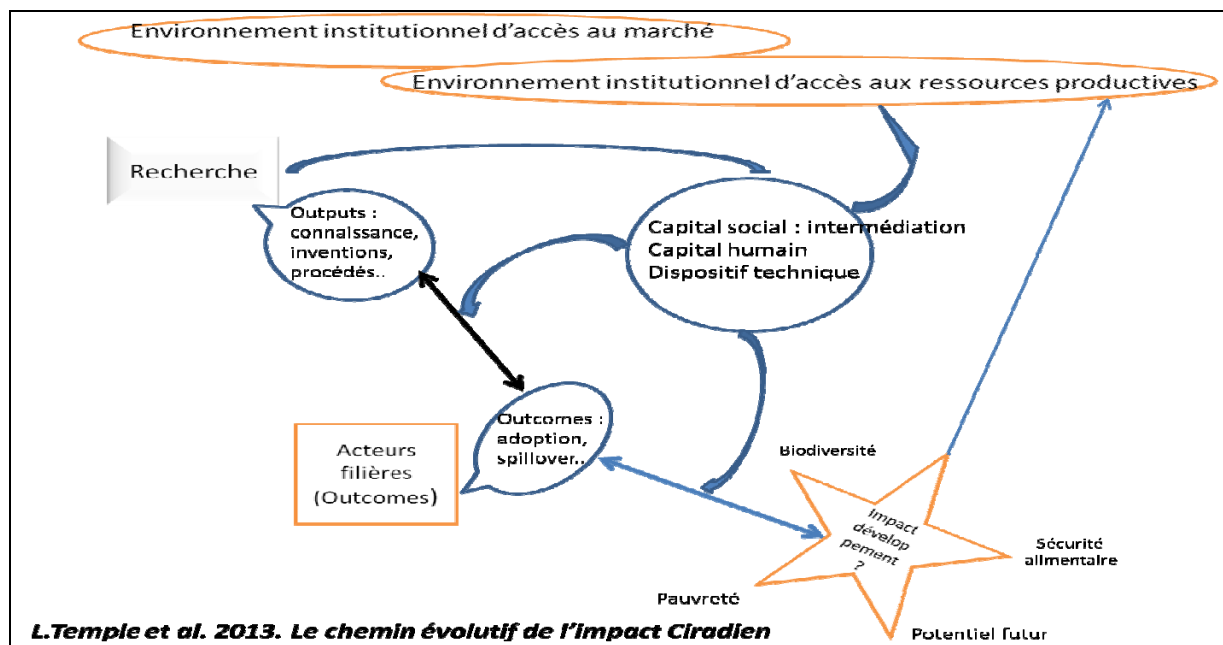 Environnement institutionnel d'accès au marché
Environnement institutionnel d'accès aux ressources productives
Recherche
Outputs :
connaissance,
inventions,
procédés..
Capital social : intermédiation
Capital humain
Dispositif technique
Outcomes :
adoption,
spillover..
Acteurs
filières
(Outcomes)
Biodiversité
Impact
dévelop
pement
?
Sécurité
alimentaire
Pauvreté
Potentiel futur
L.Temple et al. 2013. Le chemin évolutif de l'impact Ciradien